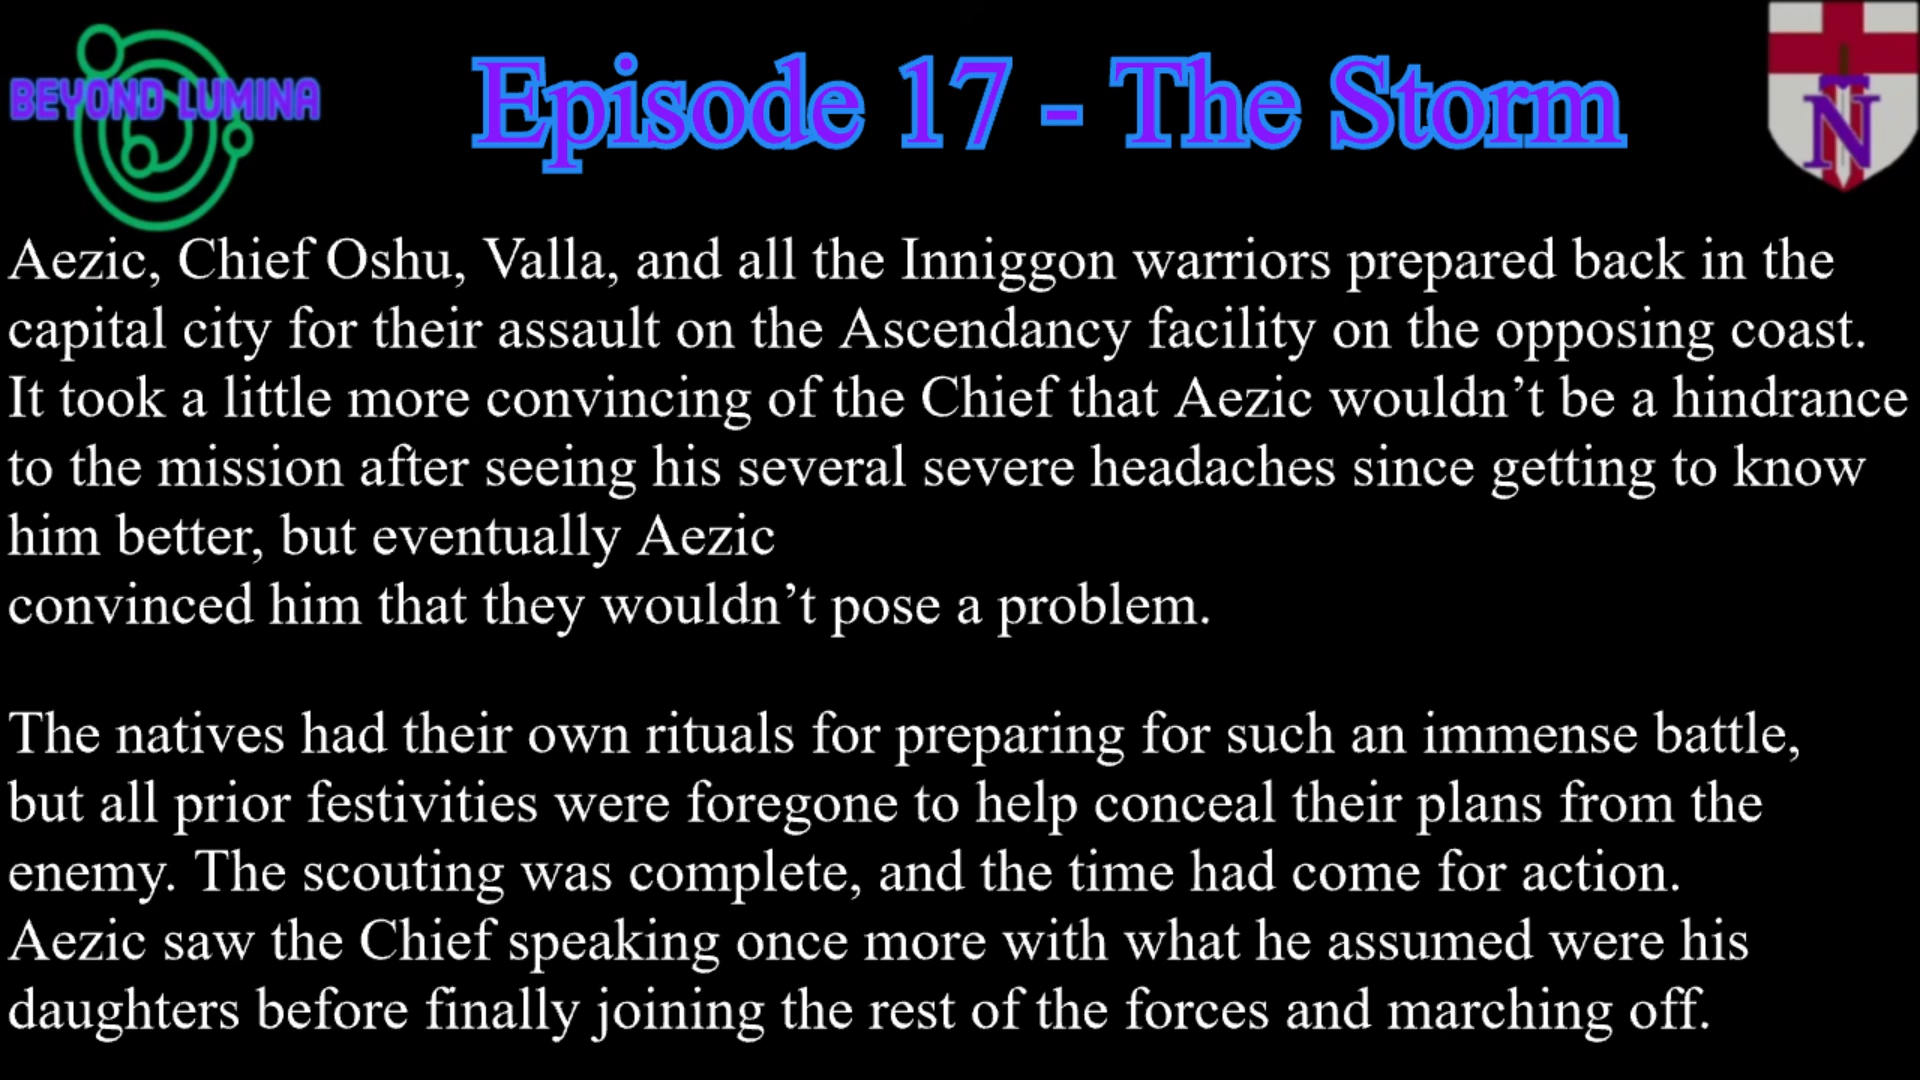 BEYOND LUMINA
Episode 17 - The Storm
Ñ
Aezic, Chief Oshu, Valla, and all the Inniggon warriors prepared back in the
capital city for their assault on the Ascendancy facility on the opposing coast.
It took a little more convincing of the Chief that Aezic wouldn’t be a hindrance
to the mission after seeing his several severe headaches since getting to know
him better, but eventually Aezic
convinced him that they wouldn’t pose a problem.
The natives had their own rituals for preparing for such an immense battle,
but all prior festivities were foregone to help conceal their plans from the
enemy. The scouting was complete, and the time had come for action.
Aezic saw the Chief speaking once more with what he assumed were his
daughters before finally joining the rest of the forces and marching off.